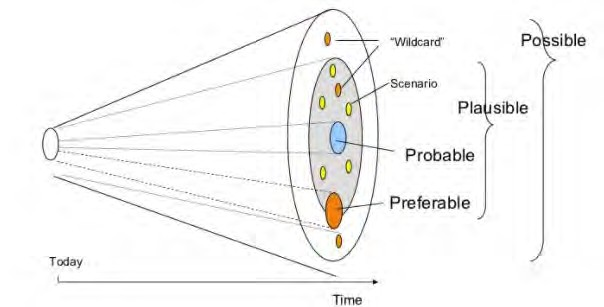 Possible
“Wildcard”
Scenario
Plausible
Probable
Preferable
Today
Time